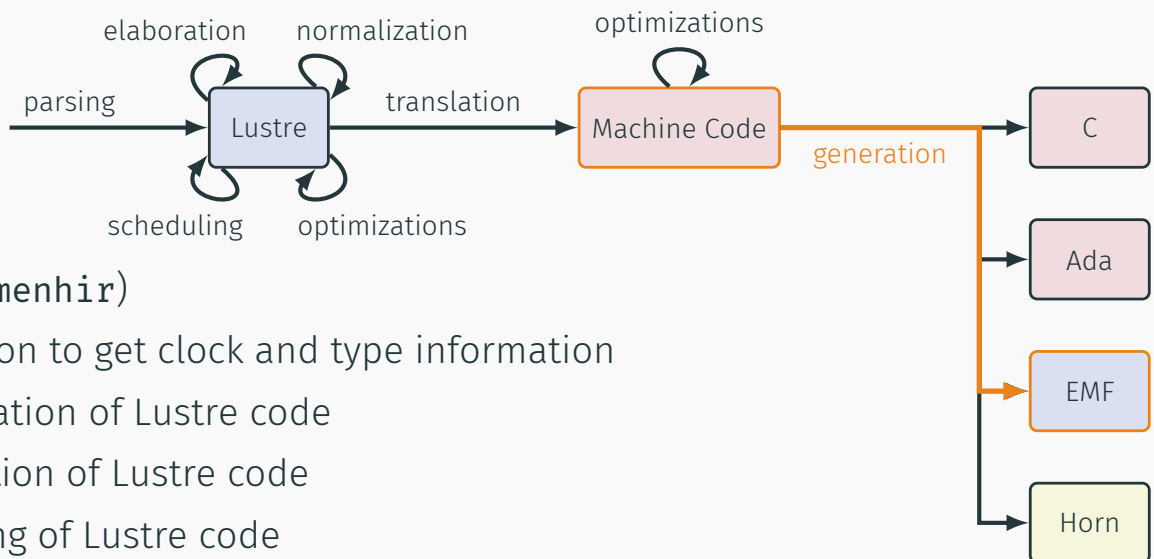 elaboration normalization optimizations
parsing translation
Lustre Machine Code C
generation
scheduling optimizations
Ada
menhir)
on to get clock and type information
EMF
ation of Lustre code
tion of Lustre code
Horn
ng of Lustre code